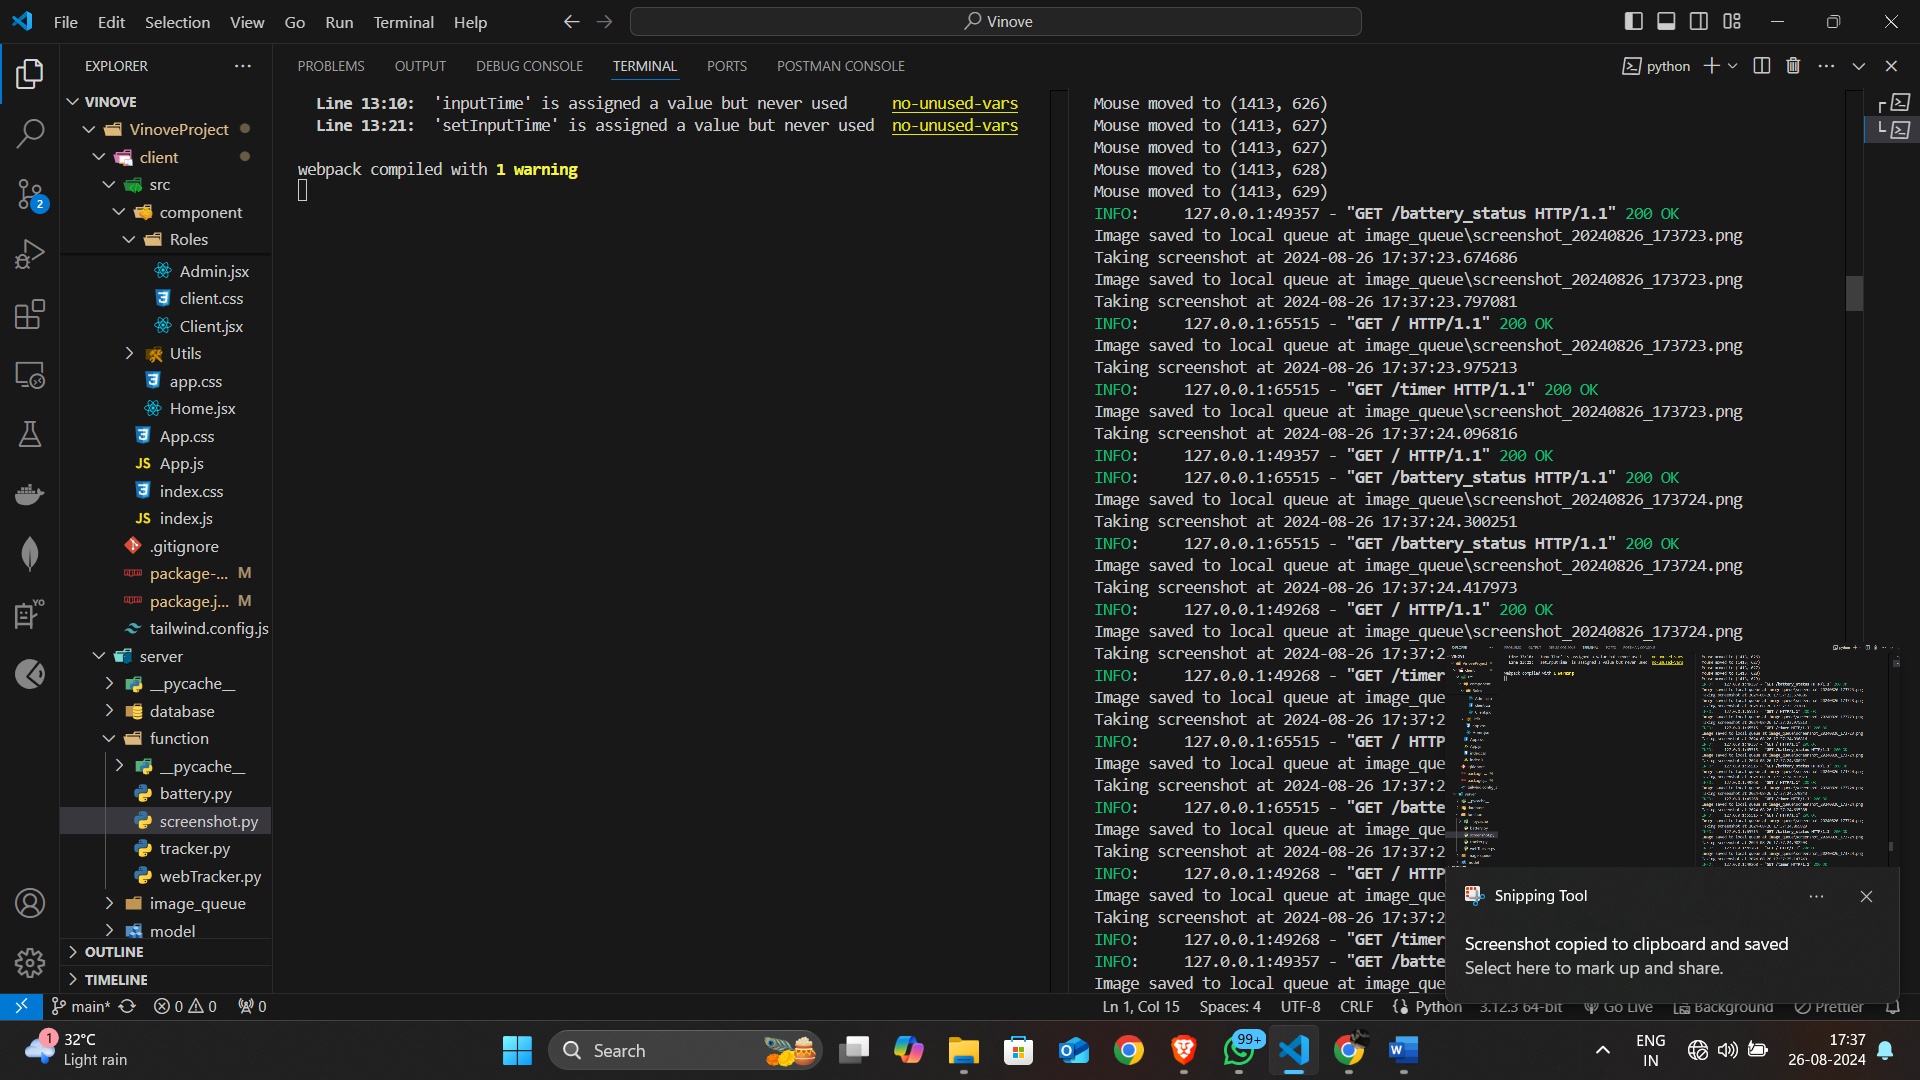 File Edit Selection View Go Run Terminal Help
Vinove
EXPLORER
VINOVE
VinoveProject
client
src
component
Roles
Admin.jsx
client.css
Client.jsx
Utils
app.css
Home.jsx
App.css
JS App.js
index.css
JS index.js
.gitignore
package-... M
package.j... M
tailwind.config.js
server
__pycache__
database
function
__pycache__
battery.py
screenshot.py
tracker.py
webTracker.py
image_queue
model
OUTLINE
TIMELINE
2
YO
PROBLEMS OUTPUT DEBUG CONSOLE TERMINAL PORTS POSTMAN CONSOLE
python
Line 13:10: 'inputTime' is assigned a value but never used no-unused-vars
Line 13:21: 'setInputTime' is assigned a value but never used no-unused-vars
webpack compiled with 1 warning
Mouse moved to (1413, 626)
Mouse moved to (1413, 627)
Mouse moved to (1413, 627)
Mouse moved to (1413, 628)
Mouse moved to (1413, 629)
INFO: 127.0.0.1:49357 - "GET /battery_status HTTP/1.1" 200 OK
Image saved to local queue at image_queue\screenshot_20240826_173723.png
Taking screenshot at 2024-08-26 17:37:23.674686
Image saved to local queue at image_queue\screenshot_20240826_173723.png
Taking screenshot at 2024-08-26 17:37:23.797081
INFO: 127.0.0.1:65515 - "GET / HTTP/1.1" 200 OK
Image saved to local queue at image_queue\screenshot_20240826_173723.png
Taking screenshot at 2024-08-26 17:37:23.975213
INFO: 127.0.0.1:65515 - "GET /timer HTTP/1.1" 200 OK
Image saved to local queue at image_queue\screenshot_20240826_173723.png
Taking screenshot at 2024-08-26 17:37:24.096816
INFO: 127.0.0.1:49357 - "GET / HTTP/1.1" 200 OK
INFO: 127.0.0.1:65515 - "GET /battery_status HTTP/1.1" 200 OK
Image saved to local queue at image_queue\screenshot_20240826_173724.png
Taking screenshot at 2024-08-26 17:37:24.300251
INFO: 127.0.0.1:65515 - "GET /battery_status HTTP/1.1" 200 OK
Image saved to local queue at image_queue\screenshot_20240826_173724.png
Taking screenshot at 2024-08-26 17:37:24.417973
INFO: 127.0.0.1:49268 - "GET / HTTP/1.1" 200 OK
Image saved to local queue at image_queue\screenshot_20240826_173724.png
Taking screenshot at 2024-08-26 17:37:2
INFO: 127.0.0.1:49268 - "GET /timer
Image saved to local queue at image_que
Taking screenshot at 2024-08-26 17:37:2
INFO: 127.0.0.1:65515 - "GET / HTTP
Image saved to local queue at image_que
Taking screenshot at 2024-08-26 17:37:2
INFO: 127.0.0.1:65515 - "GET /batte
Image saved to local queue at image_que
Taking screenshot at 2024-08-26 17:37:2
INFO: 127.0.0.1:49268 - "GET / HTTP
Image saved to local queue at image_que
Taking screenshot at 2024-08-26 17:37:2
INFO: 127.0.0.1:49268 - "GET /timer
INFO: 127.0.0.1:49357 - "GET /batte
Image saved to local queue at image_que
Snipping Tool
Screenshot copied to clipboard and saved
Select here to mark up and share.
main* 0 0 0
Ln 1, Col 15 Spaces: 4 UTF-8 CRLF Python 3.12.3 64-bit Go Live Background Prettier
1
32°C
Light rain
Search
99+
ENG
IN
17:37
26-08-2024